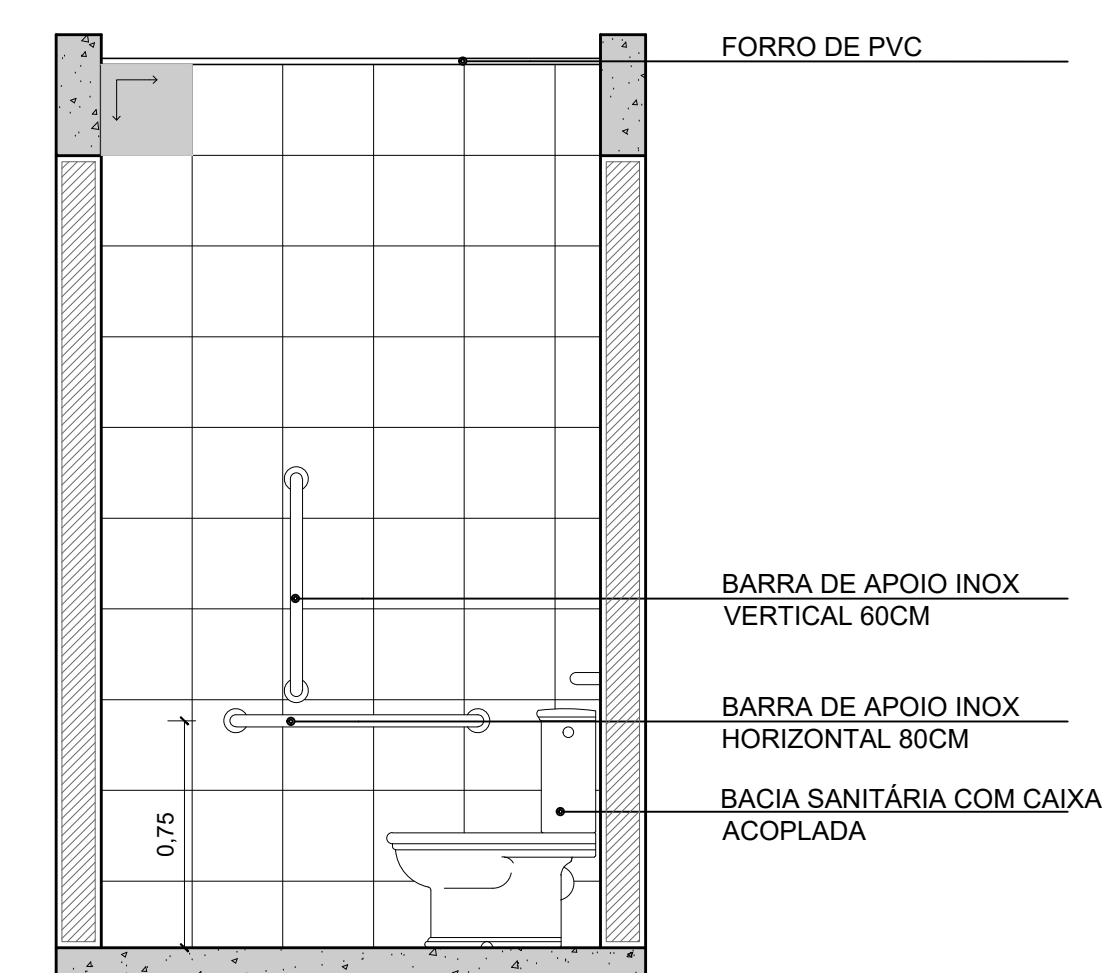 FORRO DE PVC
BARRA DE APOIO INOX
VERTICAL 60CM
BARRA DE APOIO INOX
HORIZONTAL 80CM
BACIA SANITÁRIA COM CAIXA
ACOPLADA
0,75